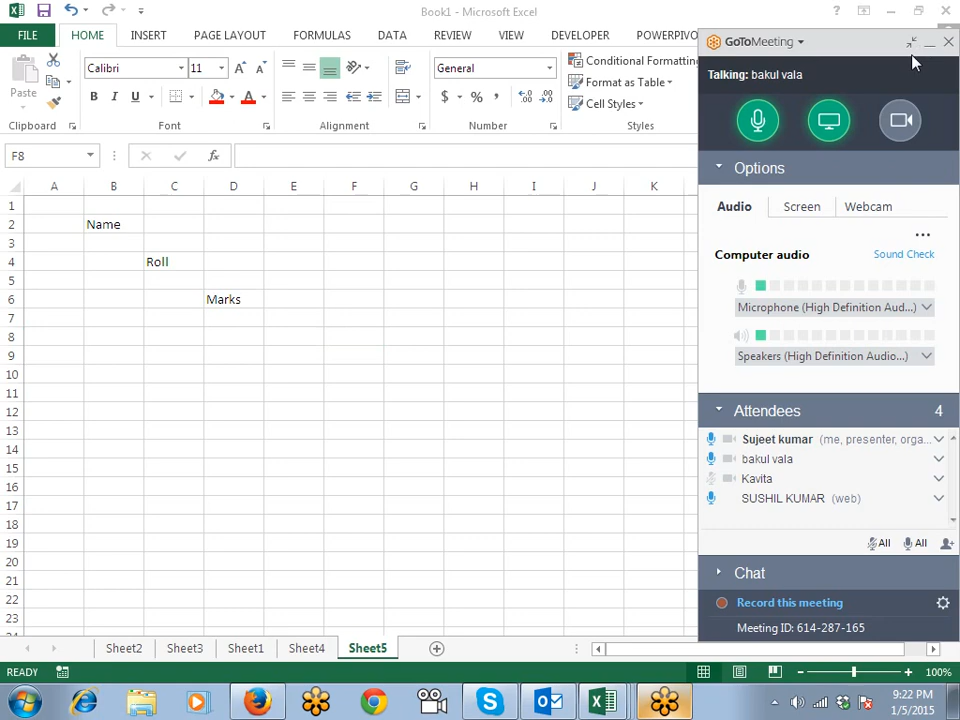 Book1 - Microsoft Excel
?
FILE HOME INSERT PAGE LAYOUT FORMULAS DATA REVIEW VIEW DEVELOPER POWERPIVO
Paste
Calibri 11
B I U
A
General
$ % ,
Conditional Formatting
Format as Table
Cell Styles
Clipboard
Font
Alignment
Number
Styles
F8
fx
A B C D E F G H I J K
1
2 Name
3
4 Roll
5
6 Marks
7
8
9
10
11
12
13
14
15
16
17
18
19
20
21
22
23
Sheet2 Sheet3 Sheet1 Sheet4 Sheet5
READY
100%
GoToMeeting
Talking: bakul vala
Options
Audio Screen Webcam
Computer audio Sound Check
Microphone (High Definition Aud...)
Speakers (High Definition Audio...)
Attendees 4
Sujeet kumar (me, presenter, orga...
bakul vala
Kavita
SUSHIL KUMAR (web)
All All
Chat
Record this meeting
Meeting ID: 614-287-165
9:22 PM
1/5/2015